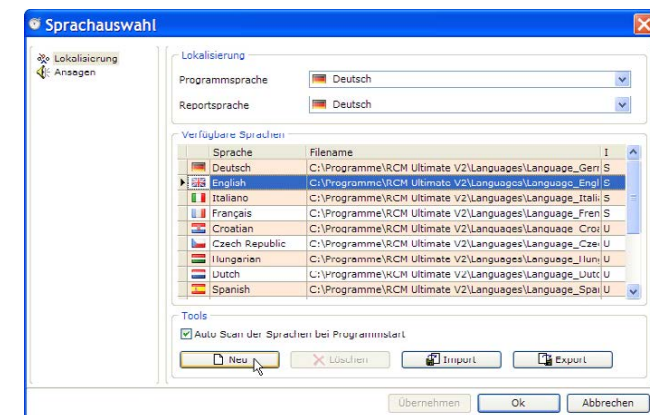 Sprachauswahl
Lokalisierung
Ansagen
Lokalisierung
Programmsprache Deutsch
Reportsprache Deutsch
Verfügbare Sprachen
Sprache Filename I
Deutsch C:\Programme\RCM Ultimate V2\Languages\Language_Gerr S
English C:\Programme\RCM Ultimate V2\Languages\Language_Engl S
Italiano C:\Programme\RCM Ultimate V2\Languages\Language_Itali S
Français C:\Programme\RCM Ultimate V2\Languages\Language_Fren S
Croatian C:\Programme\RCM Ultimate V2\Languages\Language_Croa U
Czech Republic C:\Programme\RCM Ultimate V2\Languages\Language_Cze U
Hungarian C:\Programme\RCM Ultimate V2\Languages\Language_Hung U
Dutch C:\Programme\RCM Ultimate V2\Languages\Language_Dutc U
Spanish C:\Programme\RCM Ultimate V2\Languages\Language_Spai U
Tools
Auto Scan der Sprachen bei Programmstart
Neu Löschen Import Export
Übernehmen Ok Abbrechen